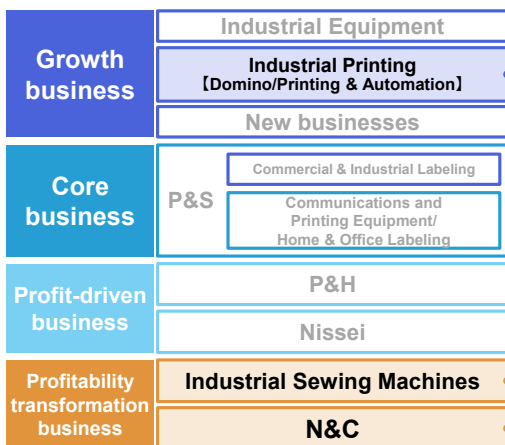 Growth
business
Industrial Equipment
Industrial Printing
【Domino/Printing & Automation】
New businesses
Core
business
P&S
Commercial & Industrial Labeling
Communications and
Printing Equipment/
Home & Office Labeling
Profit-driven
business
P&H
Nissei
Profitability
transformation
business
Industrial Sewing Machines
N&C